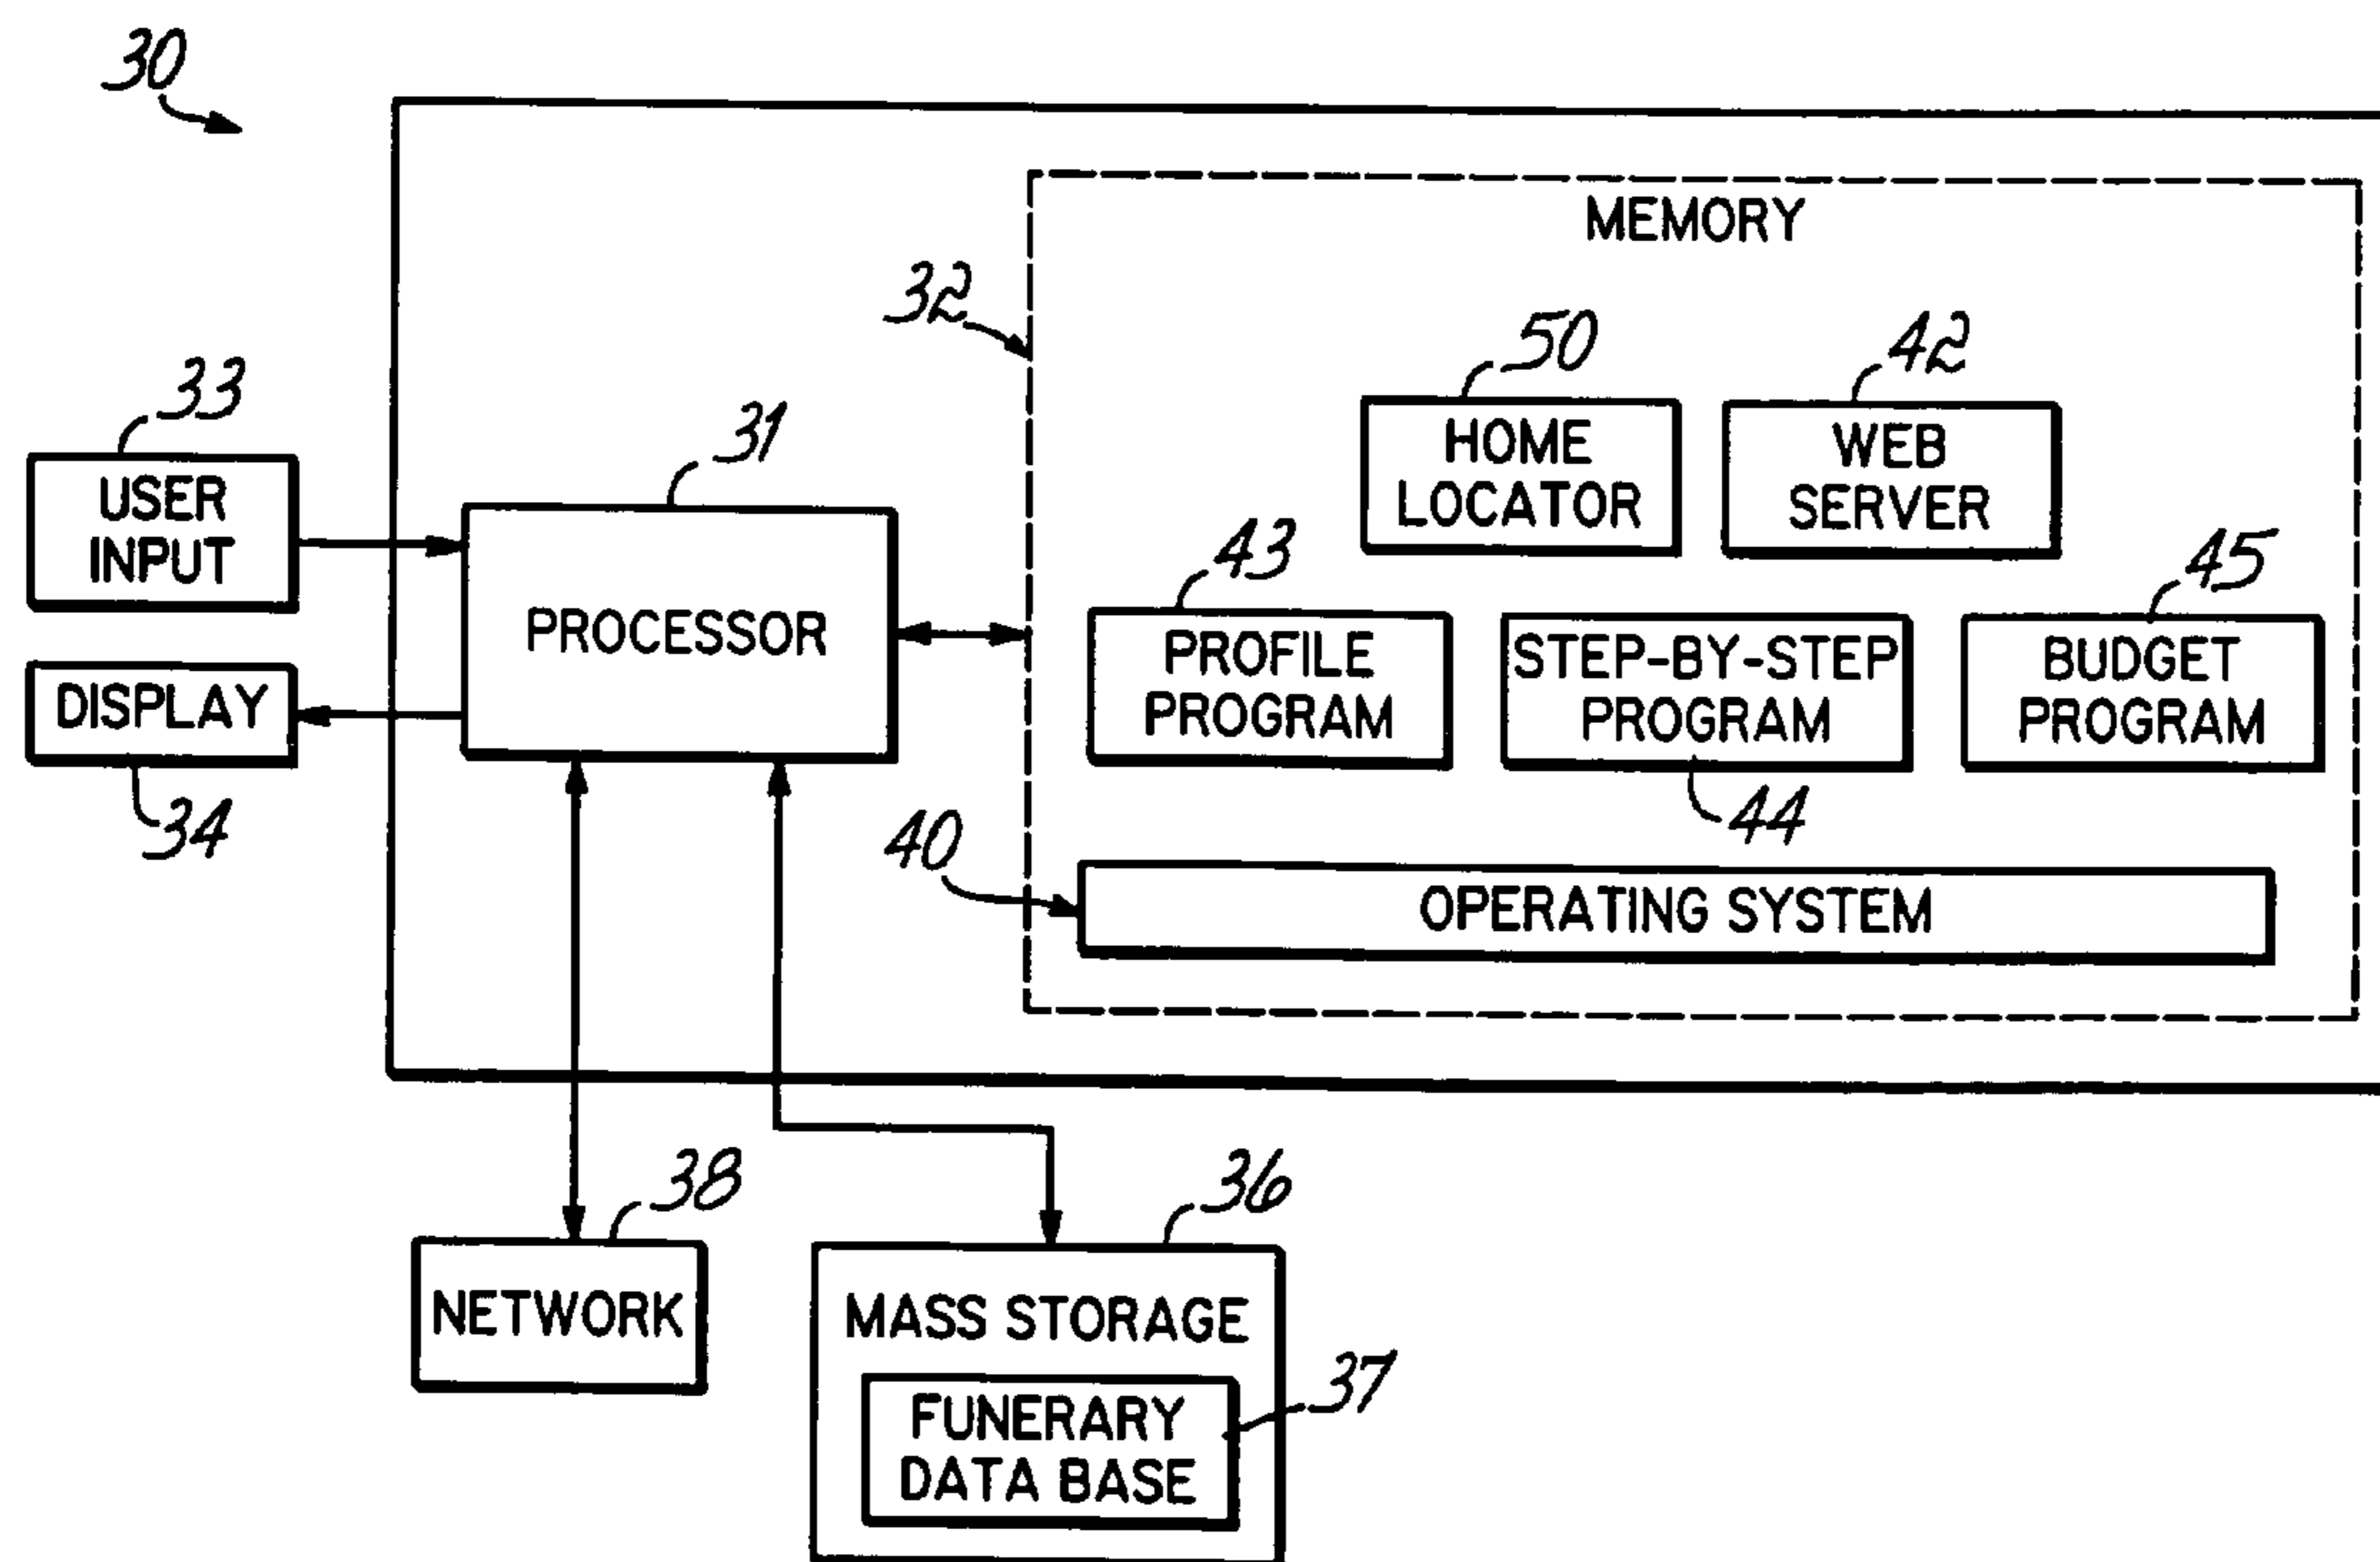 30
MEMORY
32
50
42
HOME
LOCATOR
WEB
SERVER
33
USER
INPUT
31
PROCESSOR
43
PROFILE
PROGRAM
STEP-BY-STEP
PROGRAM
44
45
BUDGET
PROGRAM
DISPLAY
34
40
OPERATING SYSTEM
38
NETWORK
36
MASS STORAGE
37
FUNERARY
DATA BASE